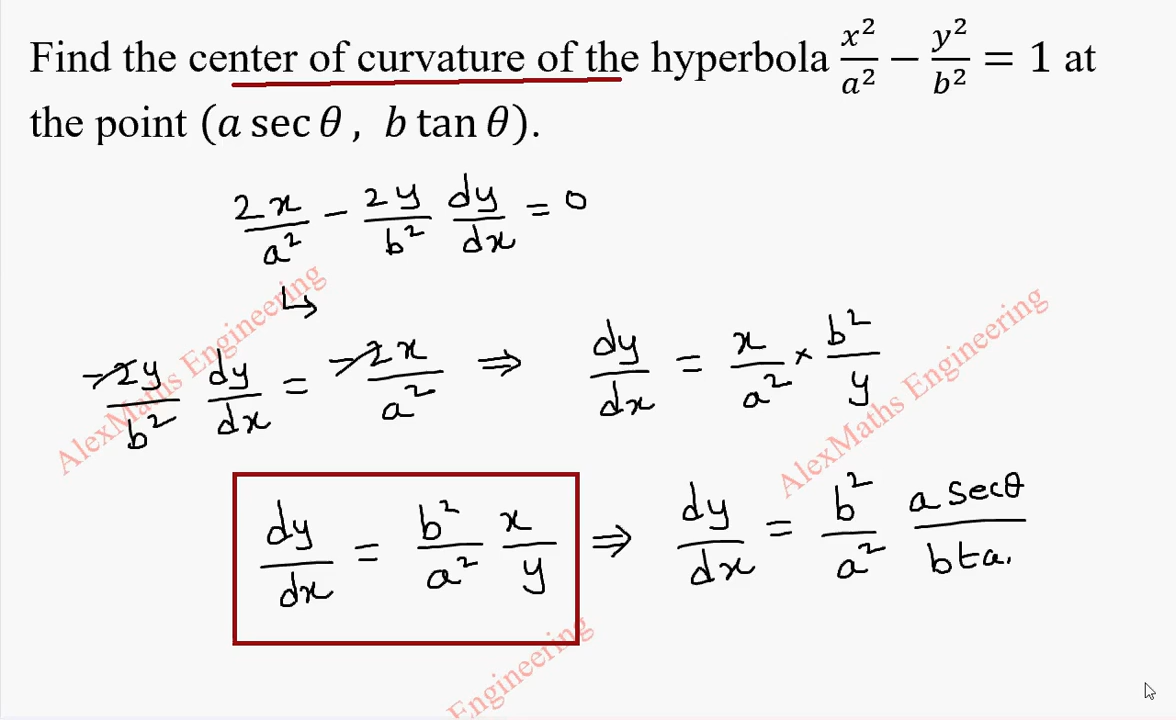 Find the center of curvature of the hyperbola x²/a² − y²/b² = 1 at
the point (a sec θ , b tan θ).
2x/a² − 2y/b² dy/dx = 0
↳
−2y/b² dy/dx = −2x/a² ⇒ dy/dx = x/a² × b²/y
dy/dx = b²/a² x/y ⇒ dy/dx = b²/a² a secθ / b ta.
AlexMaths Engineering
AlexMaths Engineering
Engineering